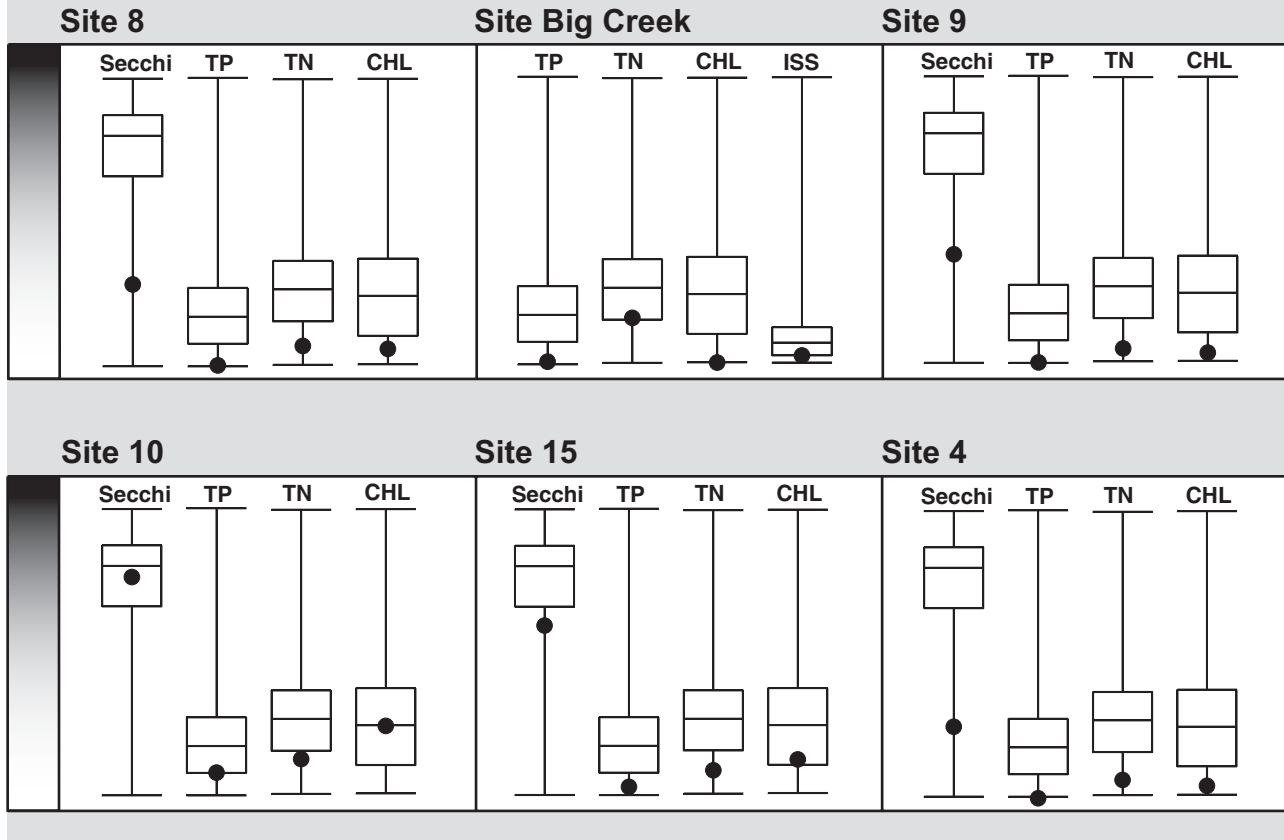 Site 8 Site Big Creek Site 9
Secchi TP TN CHL TP TN CHL ISS Secchi TP TN CHL
Site 10 Site 15 Site 4
Secchi TP TN CHL Secchi TP TN CHL Secchi TP TN CHL